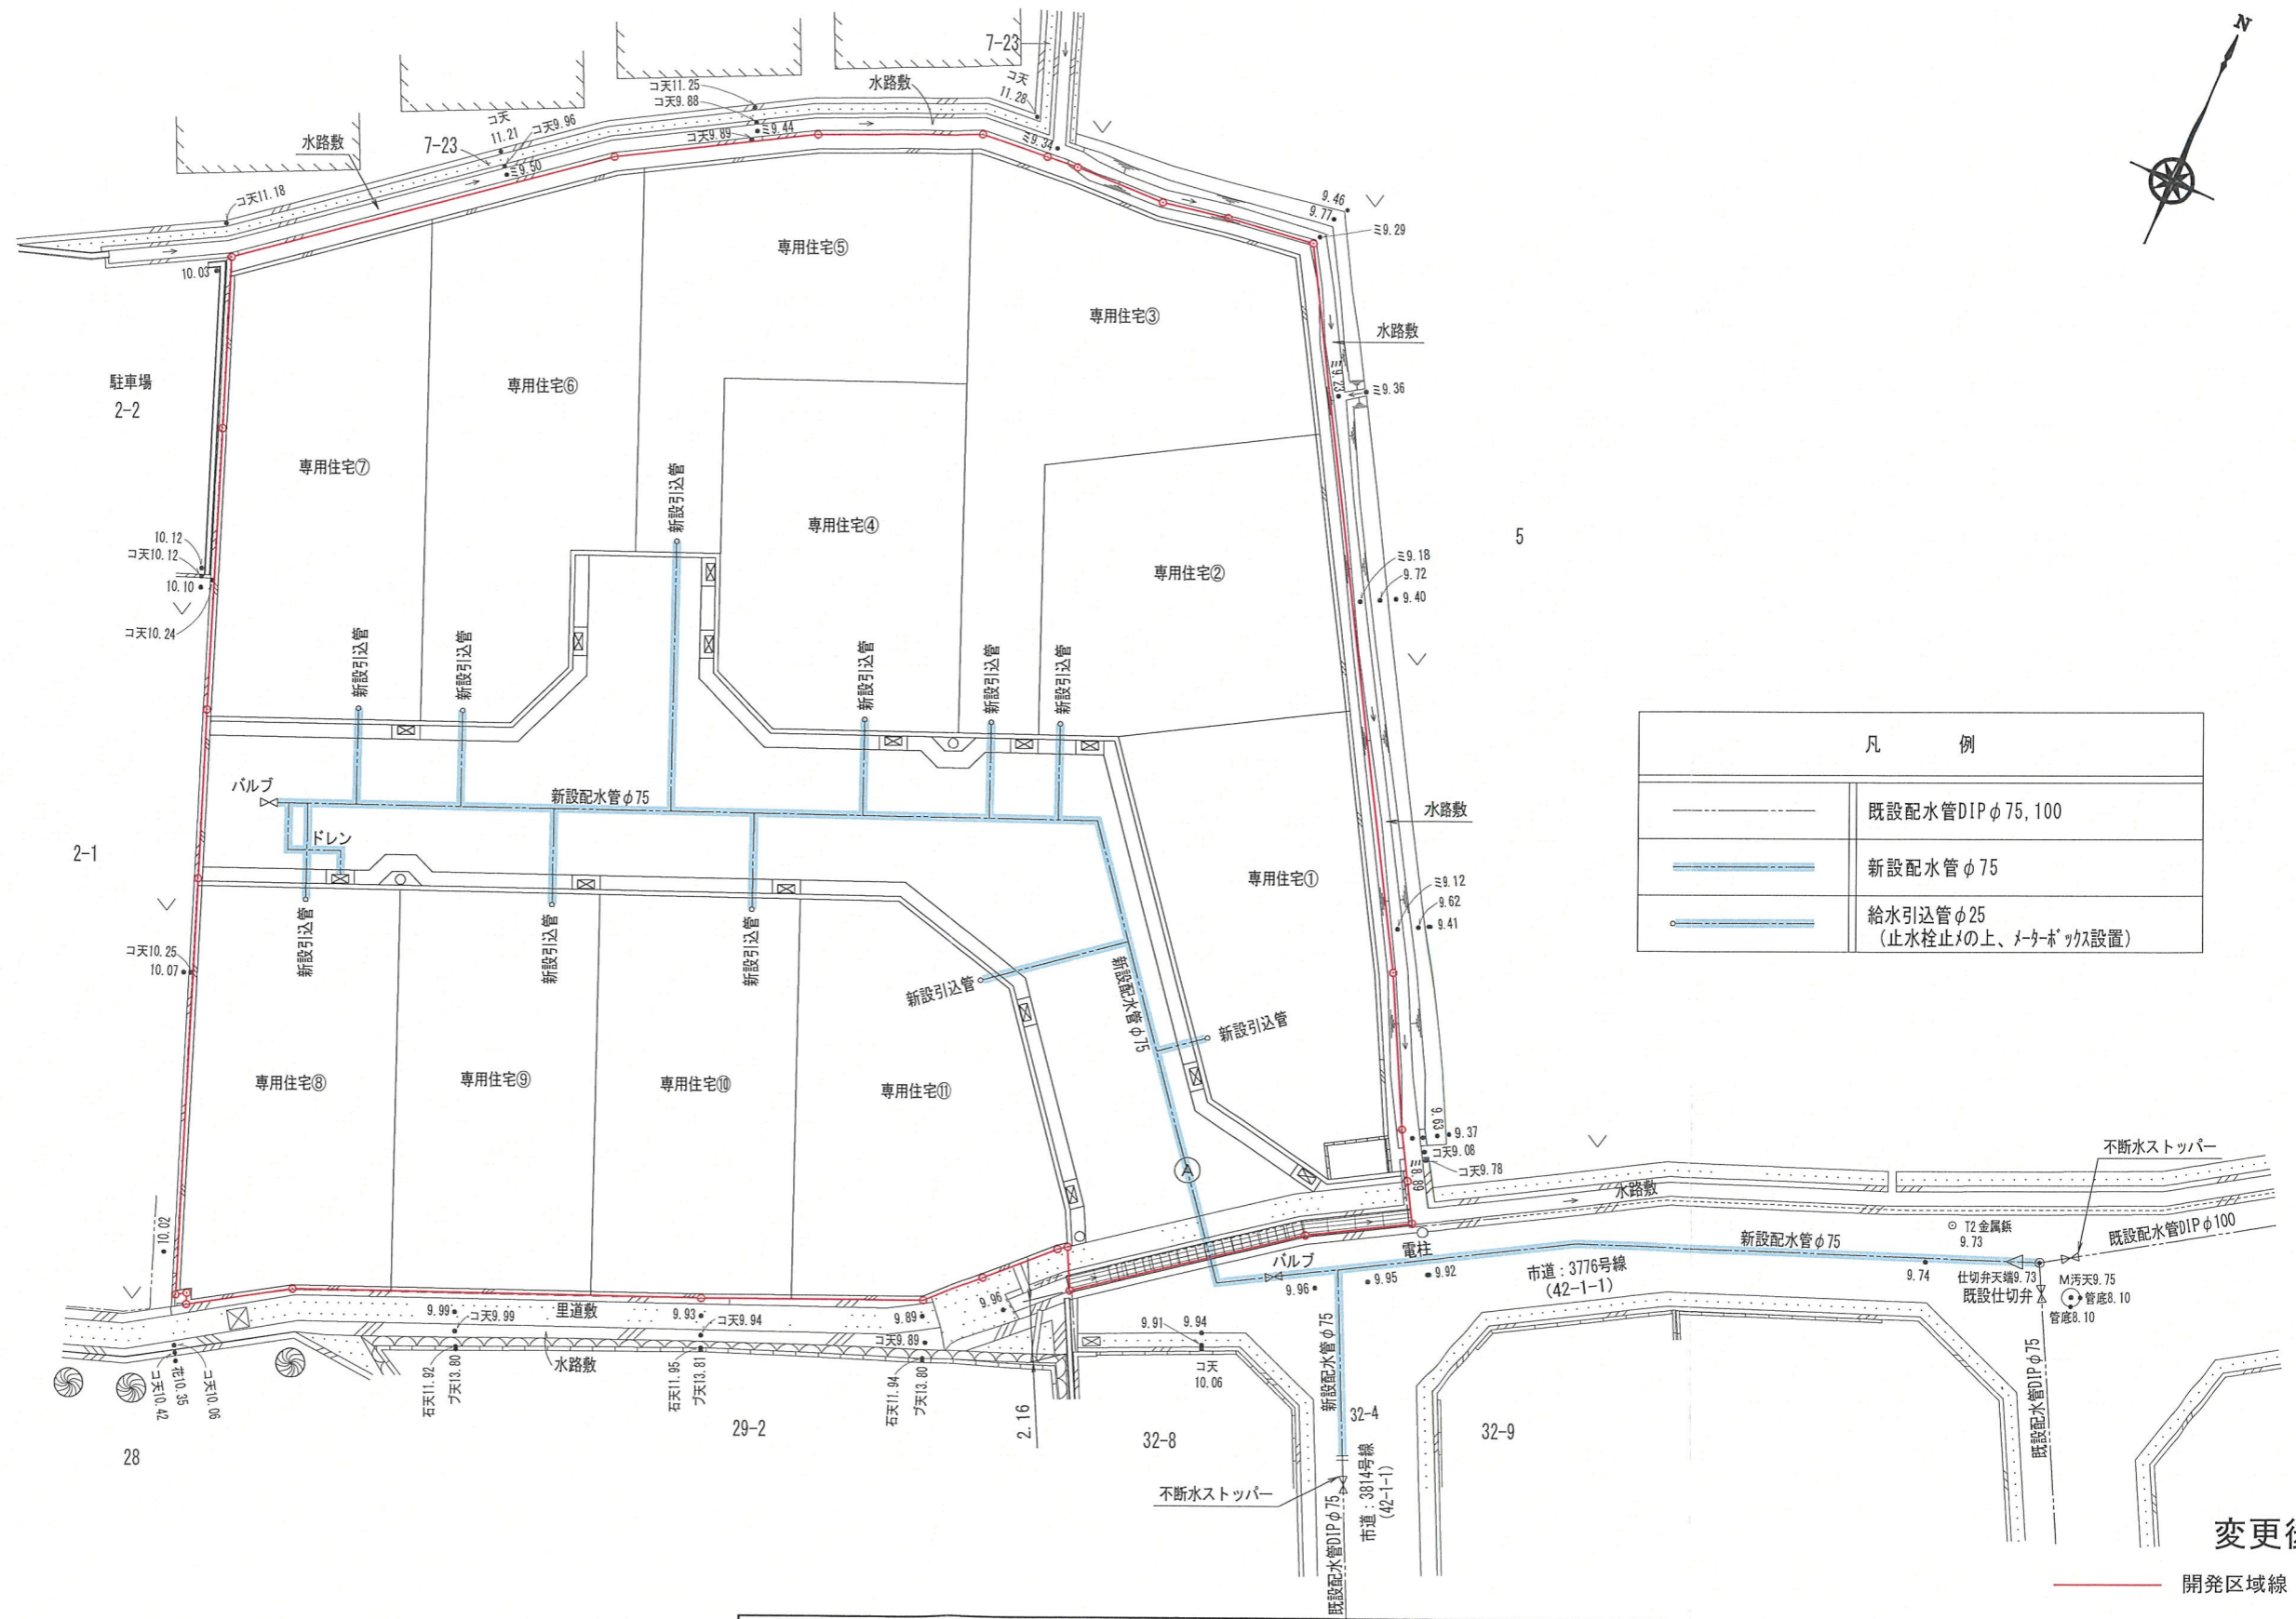 N
7-23
コ天11.25
コ天9.88
水路敷
コ天
11.28
コ天
11.21
コ天9.96
コ天9.89
ミ9.44
ミ9.34
水路敷
7-23
ミ9.50
コ天11.18
9.46
9.77
ミ9.29
10.03
専用住宅⑤
専用住宅③
水路敷
駐車場
2-2
専用住宅⑥
ミ9.23
ミ9.36
専用住宅⑦
新設引込管
専用住宅④
専用住宅②
5
10.12
コ天10.12
10.10
コ天10.24
ミ9.18
9.72
9.40
新設引込管
新設引込管
新設引込管
新設引込管
新設引込管
凡 例
既設配水管DIPφ75,100
新設配水管φ75
給水引込管φ25
(止水栓止メの上、メーターボックス設置)
バルブ
新設配水管φ75
水路敷
ドレン
2-1
専用住宅①
ミ9.12
9.62
9.41
新設引込管
新設引込管
新設引込管
新設引込管
新設配水管φ75
新設引込管
コ天10.25
10.07
専用住宅⑧
専用住宅⑨
専用住宅⑩
専用住宅⑪
9.63
9.37
コ天9.08
コ天9.78
ミ8.89
A
不断水ストッパー
水路敷
10.02
T2金属鋲
9.73
既設配水管DIPφ100
新設配水管φ75
電柱
バルブ
市道:3776号線
(42-1-1)
9.96
9.95
9.92
9.74
仕切弁天端9.73
既設仕切弁
M汚天9.75
管底8.10
管底8.10
9.99
コ天9.99
里道敷
9.93
コ天9.94
9.89
コ天9.89
9.96
9.91
9.94
コ天
10.06
水路敷
コ天10.42
花10.35
コ天10.06
石天11.92
ブ天13.80
石天11.95
ブ天13.81
石天11.94
ブ天13.80
2.16
新設配水管φ75
既設配水管DIPφ75
28
29-2
32-8
32-4
32-9
不断水ストッパー
既設配水管DIPφ75
市道:3814号線
(42-1-1)
変更後
開発区域線